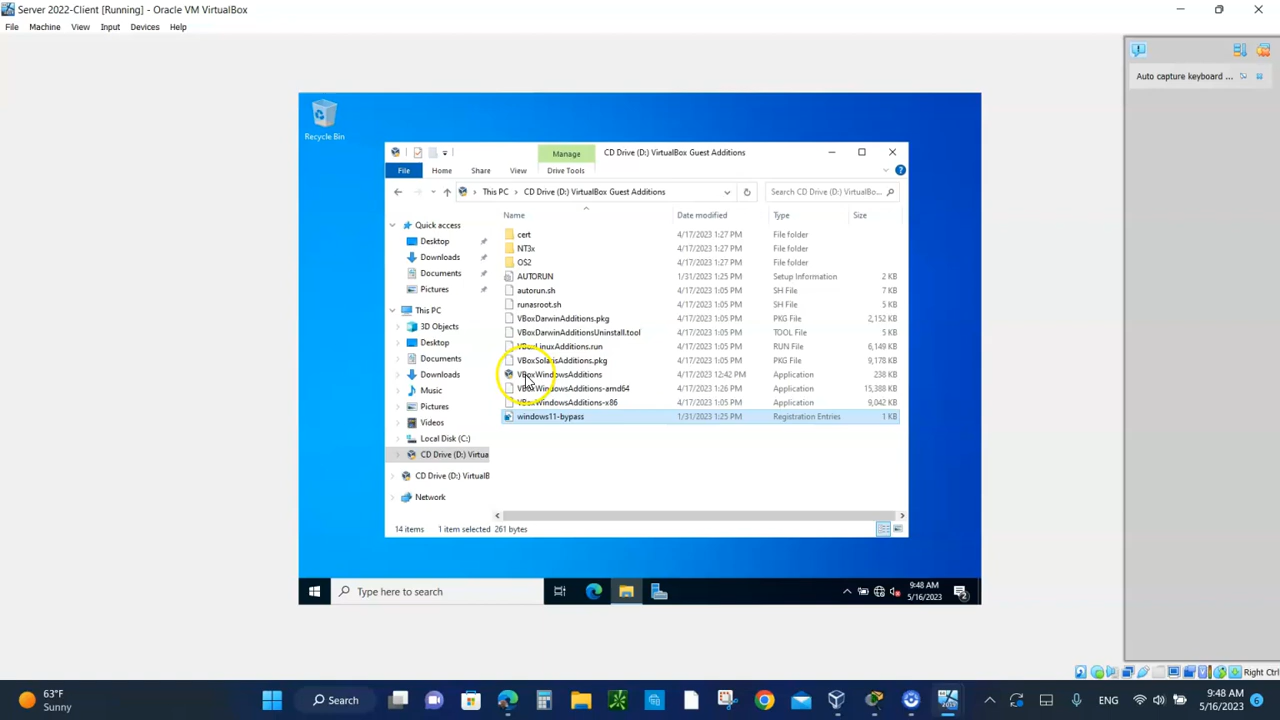 Server 2022-Client [Running] - Oracle VM VirtualBox
File Machine View Input Devices Help
Auto capture keyboard ...
Recycle Bin
Manage CD Drive (D:) VirtualBox Guest Additions
File Home Share View Drive Tools
This PC CD Drive (D:) VirtualBox Guest Additions Search CD Drive (D:) VirtualBo...
Name Date modified Type Size
Quick access
Desktop
Downloads
Documents
Pictures
This PC
3D Objects
Desktop
Documents
Downloads
Music
Pictures
Videos
Local Disk (C:)
CD Drive (D:) Virtua
CD Drive (D:) VirtualB
Network
cert 4/17/2023 1:27 PM File folder
NT3x 4/17/2023 1:27 PM File folder
OS2 4/17/2023 1:27 PM File folder
AUTORUN 1/31/2023 1:25 PM Setup Information 2 KB
autorun.sh 4/17/2023 1:05 PM SH File 7 KB
runasroot.sh 4/17/2023 1:05 PM SH File 5 KB
VBoxDarwinAdditions.pkg 4/17/2023 1:05 PM PKG File 2,152 KB
VBoxDarwinAdditionsUninstall.tool 4/17/2023 1:05 PM TOOL File 5 KB
VBoxLinuxAdditions.run 4/17/2023 1:05 PM RUN File 6,149 KB
VBoxSolarisAdditions.pkg 4/17/2023 1:05 PM PKG File 9,178 KB
VBoxWindowsAdditions 4/17/2023 12:42 PM Application 238 KB
VBoxWindowsAdditions-amd64 4/17/2023 1:26 PM Application 15,388 KB
VBoxWindowsAdditions-x86 4/17/2023 1:05 PM Application 9,042 KB
windows11-bypass 1/31/2023 1:25 PM Registration Entries 1 KB
14 items 1 item selected 261 bytes
Type here to search
9:48 AM
5/16/2023
2
Right Ctrl
63°F
Sunny
Search
ENG
9:48 AM
5/16/2023
6